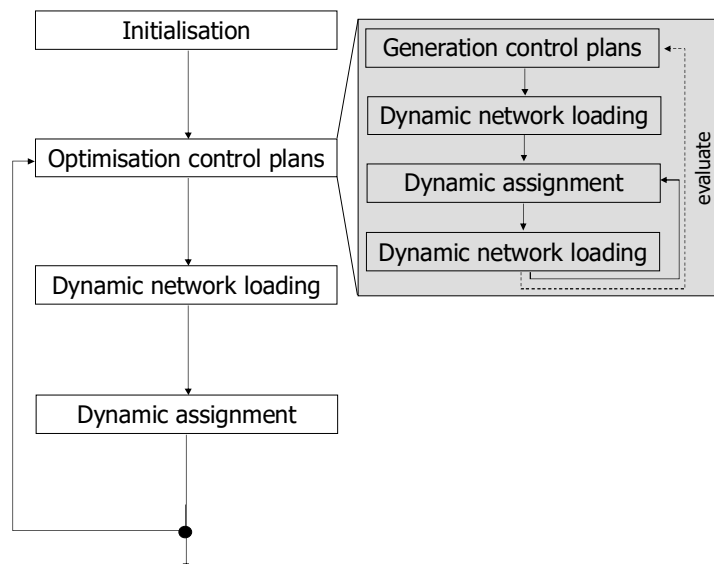 Initialisation
Optimisation control plans
Dynamic network loading
Dynamic assignment
Generation control plans
Dynamic network loading
Dynamic assignment
Dynamic network loading
evaluate